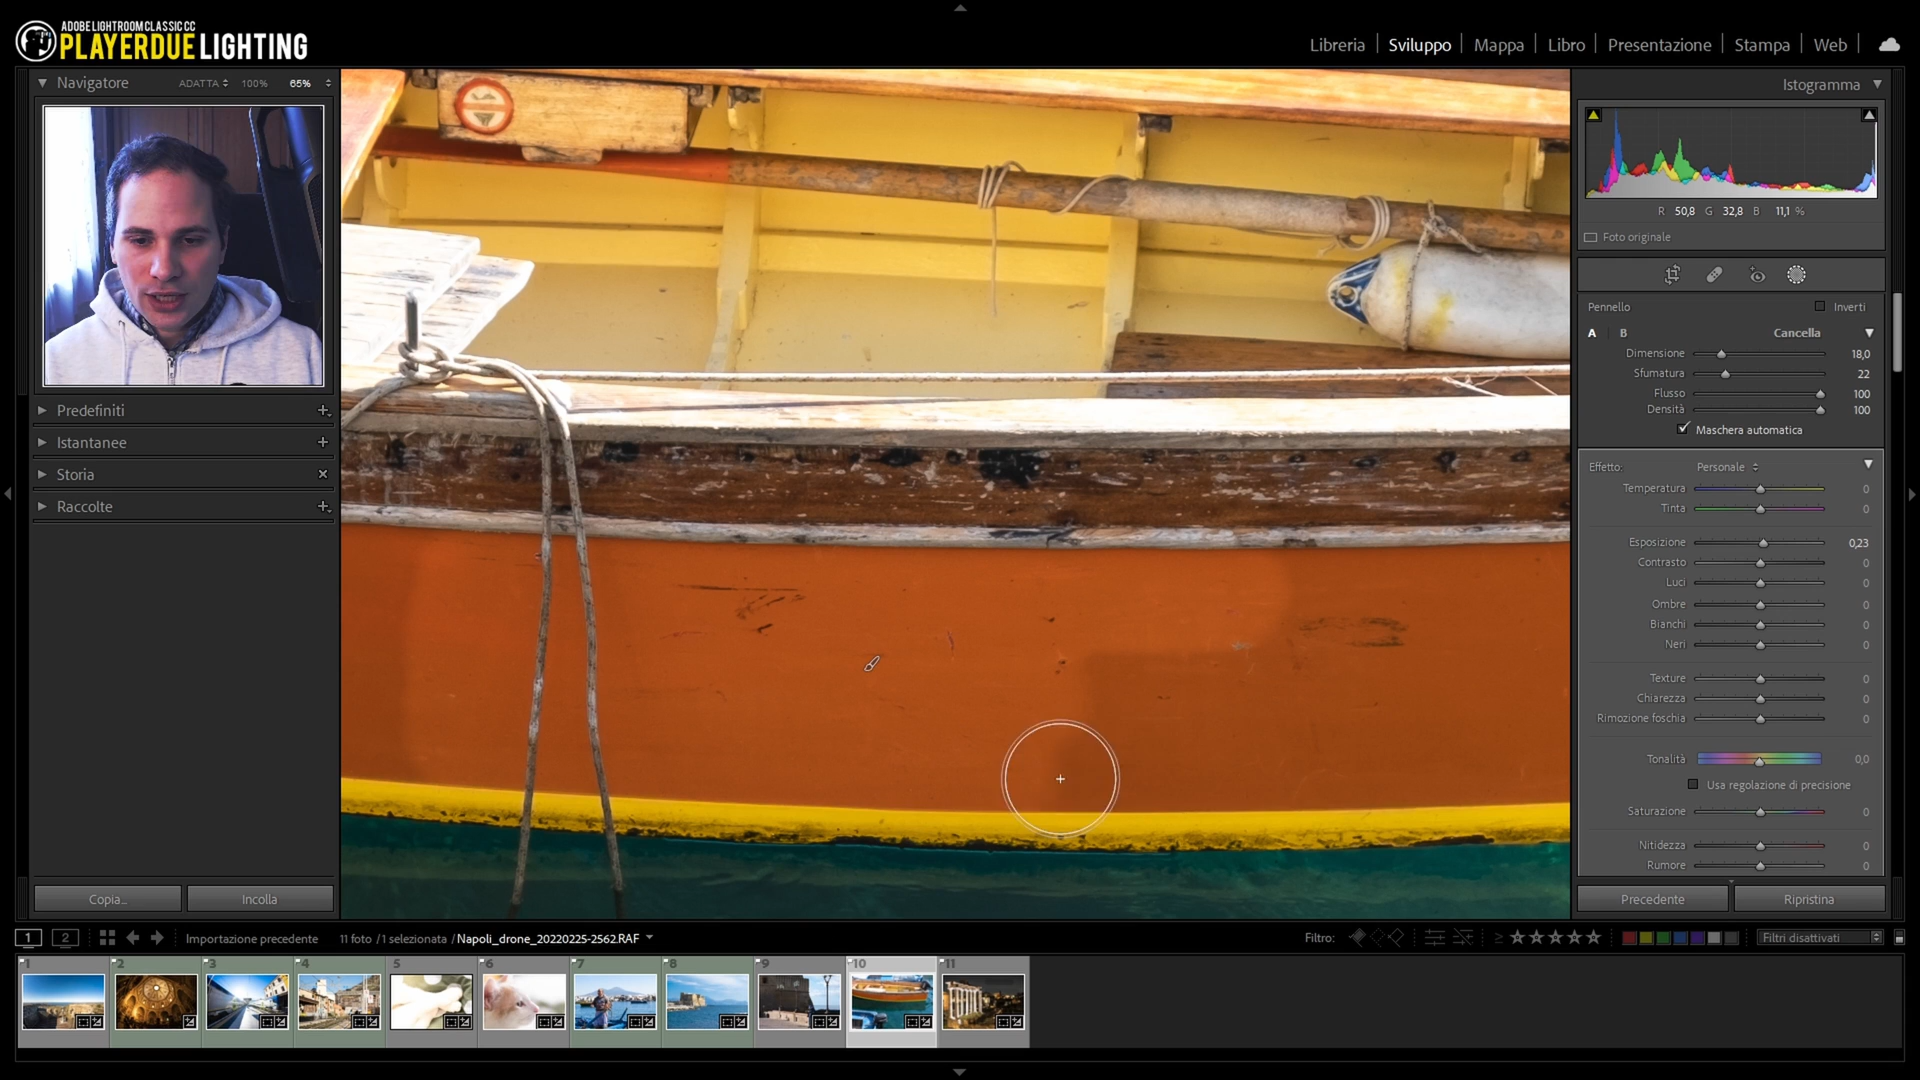 ADOBE LIGHTROOM CLASSIC CC
PLAYERDUE LIGHTING
Libreria
Sviluppo
Mappa
Libro
Presentazione
Stampa
Web
Navigatore
ADATTA
100%
65%
Predefiniti
Istantanee
Storia
Raccolte
Copia...
Incolla
Istogramma
R 50,8 G 32,8 B 11,1 %
Foto originale
Pennello
Inverti
A B
Cancella
Dimensione 18,0
Sfumatura 22
Flusso 100
Densità 100
Maschera automatica
Effetto: Personale
Temperatura 0
Tinta 0
Esposizione 0,23
Contrasto 0
Luci 0
Ombre 0
Bianchi 0
Neri 0
Texture 0
Chiarezza 0
Rimozione foschia 0
Tonalità 0,0
Usa regolazione di precisione
Saturazione 0
Nitidezza 0
Rumore 0
Precedente
Ripristina
1 2
Importazione precedente
11 foto / 1 selezionata / Napoli_drone_20220225-2562.RAF
Filtro:
≥
Filtri disattivati
1 2 3 4 5 6 7 8 9 10 11